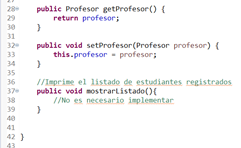 28 public Profesor getProfesor() {
29 return profesor;
30 }
31
32 public void setProfesor(Profesor profesor) {
33 this.profesor = profesor;
34 }
35
36 //Imprime el listado de estudiantes registrados
37 public void mostrarListado(){
38 //No es necesario implementar
39 }
40
41
42 }
43